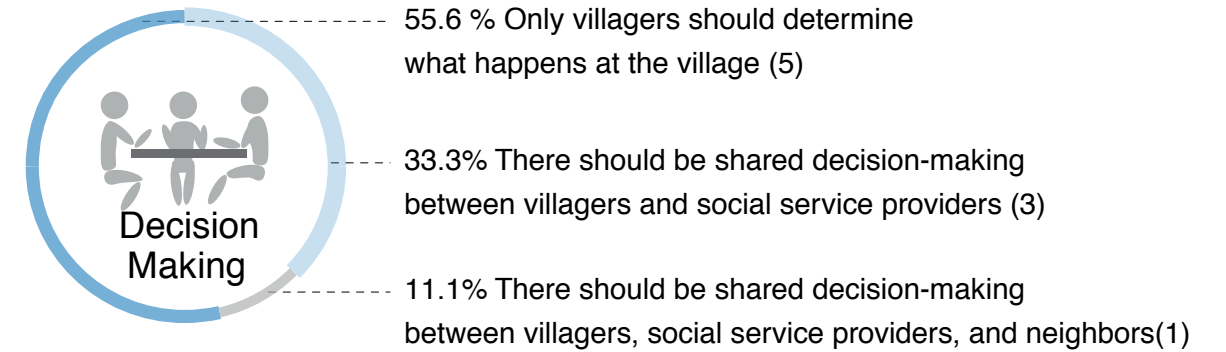 55.6 % Only villagers should determine
what happens at the village (5)
33.3% There should be shared decision-making
between villagers and social service providers (3)
Decision
Making
11.1% There should be shared decision-making
between villagers, social service providers, and neighbors(1)